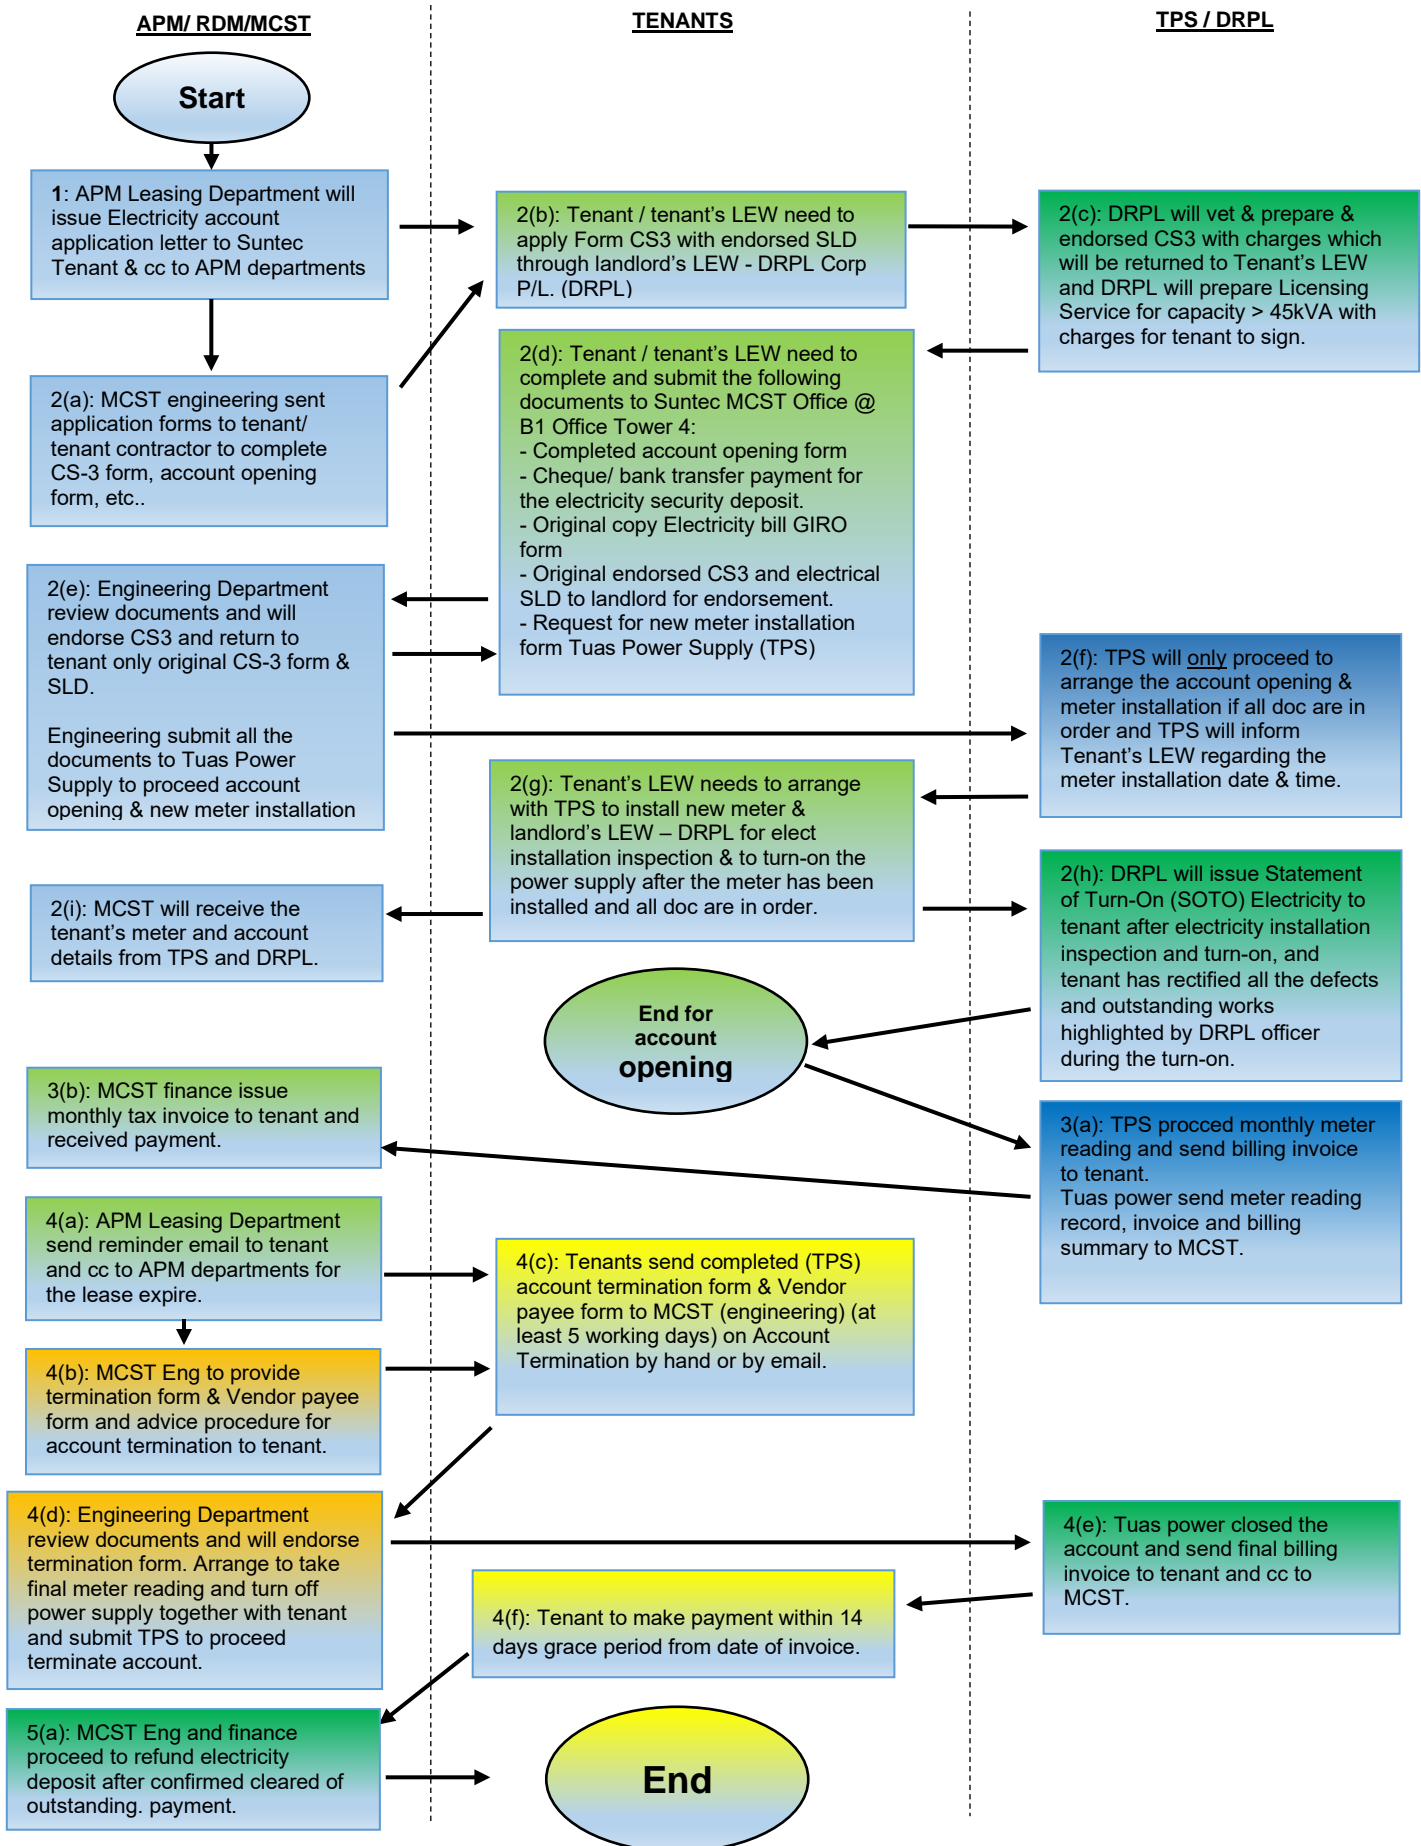 APM/ RDM/MCST
TENANTS
TPS / DRPL
Start
1: APM Leasing Department will
issue Electricity account
application letter to Suntec
Tenant & cc to APM departments
2(b): Tenant / tenant's LEW need to
apply Form CS3 with endorsed SLD
through landlord's LEW - DRPL Corp
P/L. (DRPL)
2(c): DRPL will vet & prepare &
endorsed CS3 with charges which
will be returned to Tenant's LEW
and DRPL will prepare Licensing
Service for capacity > 45kVA with
charges for tenant to sign.
2(a): MCST engineering sent
application forms to tenant/
tenant contractor to complete
CS-3 form, account opening
form, etc..
2(d): Tenant / tenant's LEW need to
complete and submit the following
documents to Suntec MCST Office @
B1 Office Tower 4:
- Completed account opening form
- Cheque/ bank transfer payment for
the electricity security deposit.
- Original copy Electricity bill GIRO
form
- Original endorsed CS3 and electrical
SLD to landlord for endorsement.
- Request for new meter installation
form Tuas Power Supply (TPS)
2(e): Engineering Department
review documents and will
endorse CS3 and return to
tenant only original CS-3 form &
SLD.
Engineering submit all the
documents to Tuas Power
Supply to proceed account
opening & new meter installation
2(f): TPS will only proceed to
arrange the account opening &
meter installation if all doc are in
order and TPS will inform
Tenant's LEW regarding the
meter installation date & time.
2(g): Tenant's LEW needs to arrange
with TPS to install new meter &
landlord's LEW – DRPL for elect
installation inspection & to turn-on the
power supply after the meter has been
installed and all doc are in order.
2(h): DRPL will issue Statement
of Turn-On (SOTO) Electricity to
tenant after electricity installation
inspection and turn-on, and
tenant has rectified all the defects
and outstanding works
highlighted by DRPL officer
during the turn-on.
2(i): MCST will receive the
tenant's meter and account
details from TPS and DRPL.
End for
account
opening
3(b): MCST finance issue
monthly tax invoice to tenant and
received payment.
3(a): TPS procced monthly meter
reading and send billing invoice
to tenant.
Tuas power send meter reading
record, invoice and billing
summary to MCST.
4(a): APM Leasing Department
send reminder email to tenant
and cc to APM departments for
the lease expire.
4(c): Tenants send completed (TPS)
account termination form & Vendor
payee form to MCST (engineering) (at
least 5 working days) on Account
Termination by hand or by email.
4(b): MCST Eng to provide
termination form & Vendor payee
form and advice procedure for
account termination to tenant.
4(d): Engineering Department
review documents and will endorse
termination form. Arrange to take
final meter reading and turn off
power supply together with tenant
and submit TPS to proceed
terminate account.
4(e): Tuas power closed the
account and send final billing
invoice to tenant and cc to
MCST.
4(f): Tenant to make payment within 14
days grace period from date of invoice.
5(a): MCST Eng and finance
proceed to refund electricity
deposit after confirmed cleared of
outstanding. payment.
End